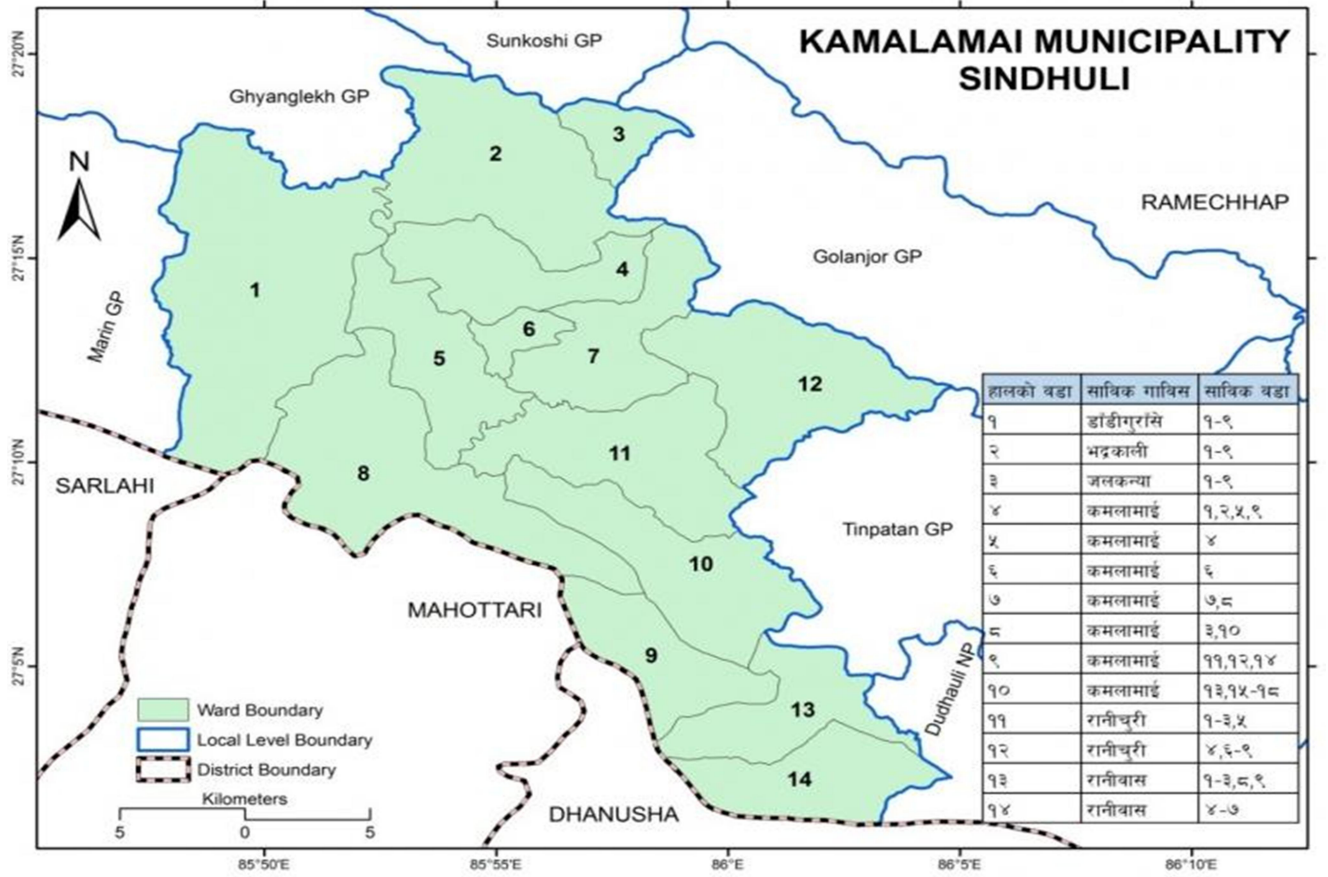 KAMALAMAI MUNICIPALITY
SINDHULI
Sunkoshi GP
Ghyanglekh GP
N
RAMECHHAP
Golanjor GP
Marin GP
SARLAHI
Tinpatan GP
MAHOTTARI
Dudhauli NP
DHANUSHA
1
2
3
4
5
6
7
8
9
10
11
12
13
14
हालको वडा साविक गाविस साविक वडा
१ डाँडीगुराँसे १-९
२ भद्रकाली १-९
३ जलकन्या १-९
४ कमलामाई १,२,५,९
५ कमलामाई ४
६ कमलामाई ६
७ कमलामाई ७,८
८ कमलामाई ३,१०
९ कमलामाई ११,१२,१४
१० कमलामाई १३,१५-१८
११ रानीचुरी १-३,५
१२ रानीचुरी ४,६-९
१३ रानीवास १-३,८,९
१४ रानीवास ४-७
Ward Boundary
Local Level Boundary
District Boundary
Kilometers
5 0 5
27°20'N
27°15'N
27°10'N
27°5'N
85°50'E 85°55'E 86°E 86°5'E 86°10'E